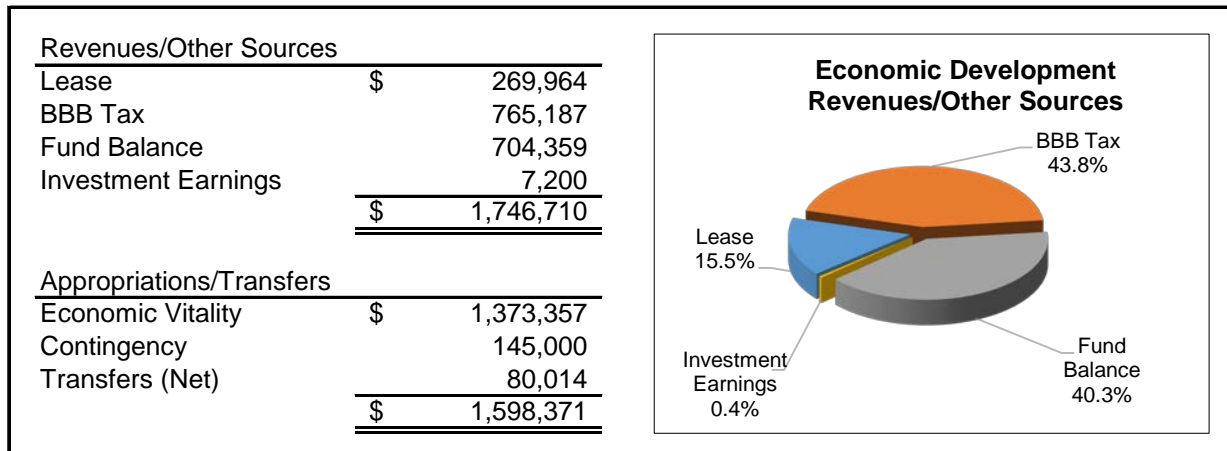 Revenues/Other Sources
Lease $ 269,964
BBB Tax 765,187
Fund Balance 704,359
Investment Earnings 7,200
$ 1,746,710
Appropriations/Transfers
Economic Vitality $ 1,373,357
Contingency 145,000
Transfers (Net) 80,014
$ 1,598,371
Economic Development
Revenues/Other Sources
BBB Tax
43.8%
Lease
15.5%
Investment
Earnings
0.4%
Fund
Balance
40.3%